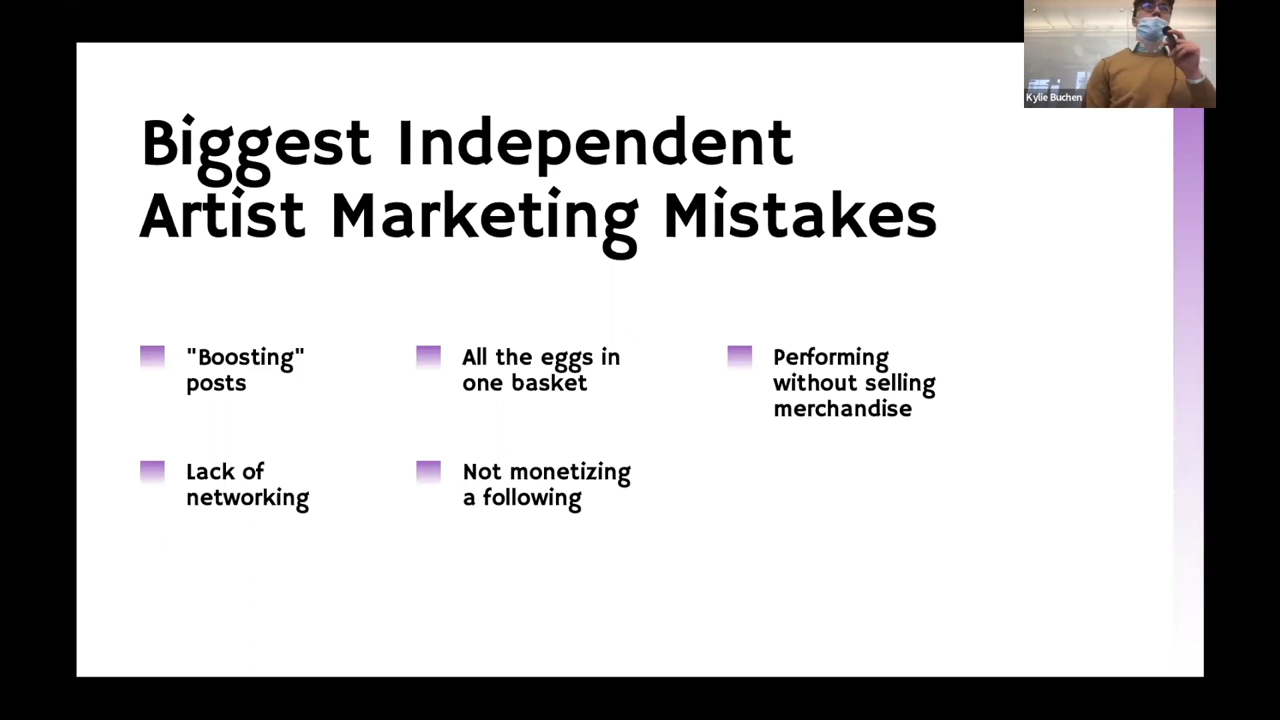 Kylie Buchen
Biggest Independent
Artist Marketing Mistakes
"Boosting"
posts
All the eggs in
one basket
Performing
without selling
merchandise
Lack of
networking
Not monetizing
a following